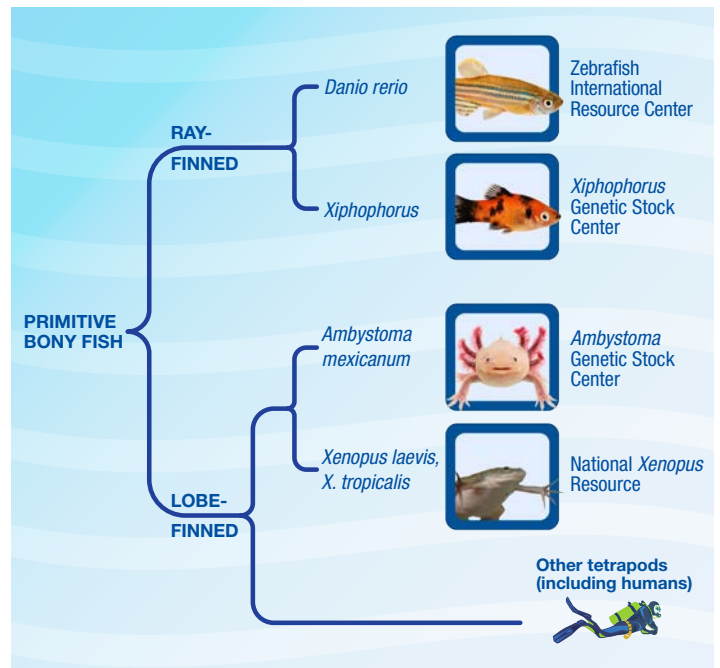 Danio rerio
Zebrafish
International
Resource Center
RAY-
FINNED
Xiphophorus
Xiphophorus
Genetic Stock
Center
PRIMITIVE
BONY FISH
Ambystoma
mexicanum
Ambystoma
Genetic Stock
Center
Xenopus laevis,
X. tropicalis
National Xenopus
Resource
LOBE-
FINNED
Other tetrapods
(including humans)